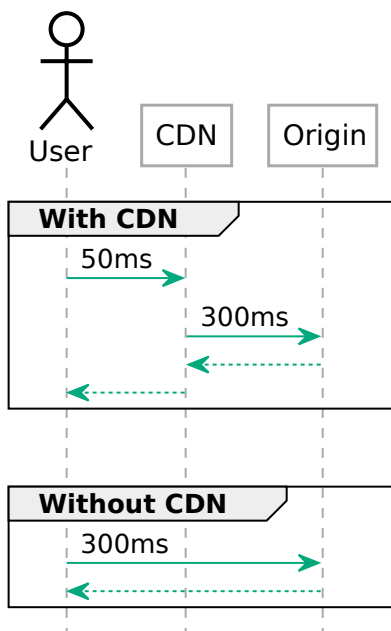 User
CDN
Origin
With CDN
50ms
300ms
Without CDN
300ms